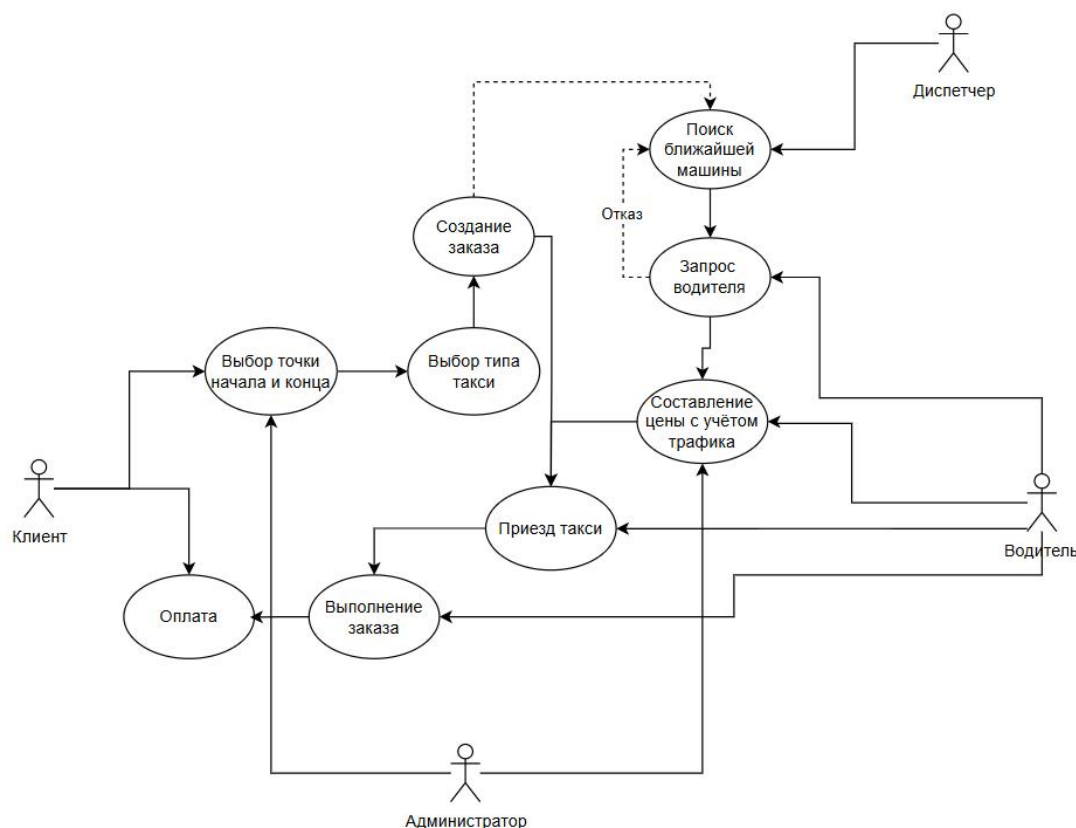 Диспетчер
Поиск
ближайшей
машины
Отказ
Создание
заказа
Запрос
водителя
Выбор точки
начала и конца
Выбор типа
такси
Составление
цены с учётом
трафика
Клиент
Приезд такси
Водитель
Оплата
Выполнение
заказа
Администратор